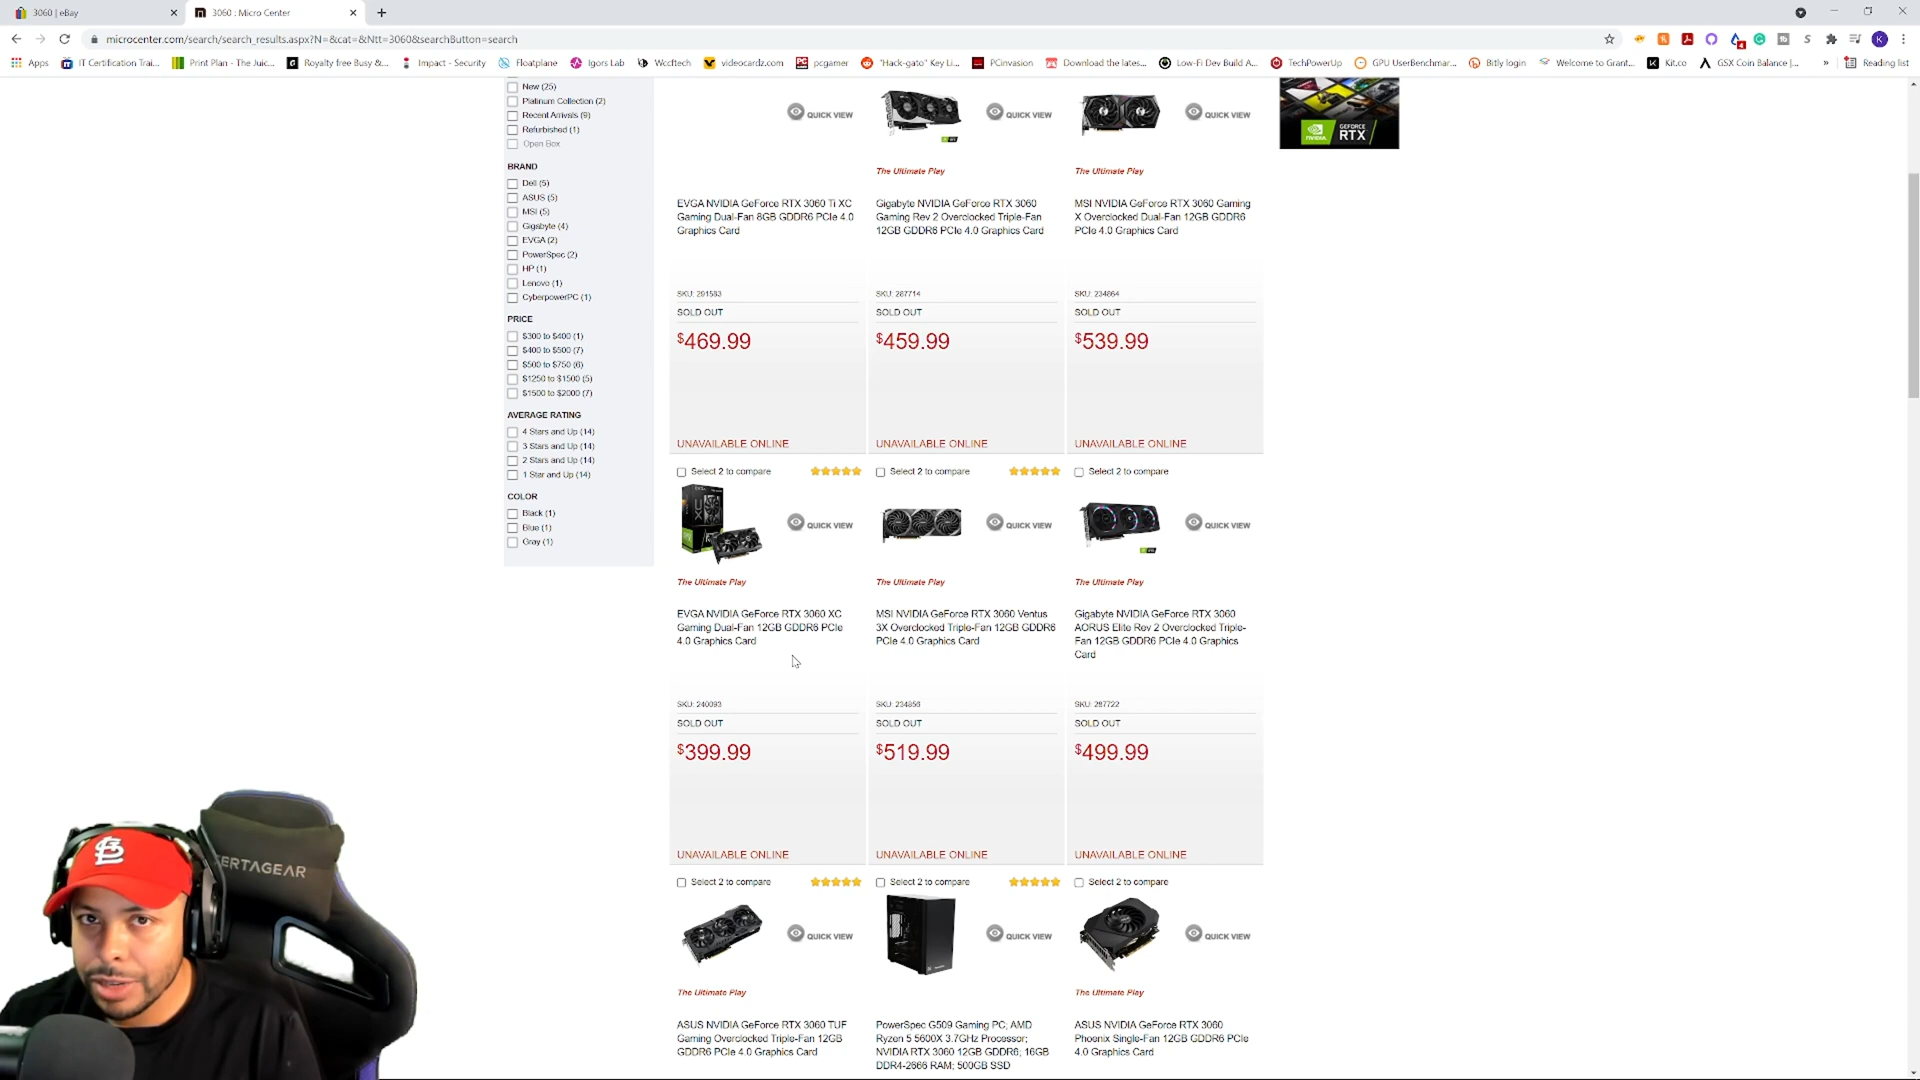 3060 | eBay
3060 : Micro Center
microcenter.com/search/search_results.aspx?N=&cat=&Ntt=3060&searchButton=search
Apps
IT Certification Trai...
Print Plan - The Juic...
Royalty free Busy &...
Impact - Security
Floatplane
Igors Lab
Wccftech
videocardz.com
pcgamer
"Hack-gato" Key Li...
PCinvasion
Download the lates...
Low-Fi Dev Build A...
TechPowerUp
GPU UserBenchmar...
Bitly login
Welcome to Grant...
Kit.co
GSX Coin Balance |...
»
Reading list
New (25)
Platinum Collection (2)
Recent Arrivals (9)
Refurbished (1)
Open Box
BRAND
Dell (5)
ASUS (5)
MSI (5)
Gigabyte (4)
EVGA (2)
PowerSpec (2)
HP (1)
Lenovo (1)
CyberpowerPC (1)
PRICE
$300 to $400 (1)
$400 to $500 (7)
$500 to $750 (6)
$1250 to $1500 (5)
$1500 to $2000 (7)
AVERAGE RATING
4 Stars and Up (14)
3 Stars and Up (14)
2 Stars and Up (14)
1 Star and Up (14)
COLOR
Black (1)
Blue (1)
Gray (1)
QUICK VIEW
EVGA NVIDIA GeForce RTX 3060 Ti XC
Gaming Dual-Fan 8GB GDDR6 PCIe 4.0
Graphics Card
SKU: 291583
SOLD OUT
$469.99
UNAVAILABLE ONLINE
QUICK VIEW
The Ultimate Play
Gigabyte NVIDIA GeForce RTX 3060
Gaming Rev 2 Overclocked Triple-Fan
12GB GDDR6 PCIe 4.0 Graphics Card
SKU: 287714
SOLD OUT
$459.99
UNAVAILABLE ONLINE
QUICK VIEW
The Ultimate Play
MSI NVIDIA GeForce RTX 3060 Gaming
X Overclocked Dual-Fan 12GB GDDR6
PCIe 4.0 Graphics Card
SKU: 234864
SOLD OUT
$539.99
UNAVAILABLE ONLINE
NVIDIA
GEFORCE
RTX
Select 2 to compare
QUICK VIEW
The Ultimate Play
EVGA NVIDIA GeForce RTX 3060 XC
Gaming Dual-Fan 12GB GDDR6 PCIe
4.0 Graphics Card
SKU: 240093
SOLD OUT
$399.99
UNAVAILABLE ONLINE
Select 2 to compare
QUICK VIEW
The Ultimate Play
MSI NVIDIA GeForce RTX 3060 Ventus
3X Overclocked Triple-Fan 12GB GDDR6
PCIe 4.0 Graphics Card
SKU: 234856
SOLD OUT
$519.99
UNAVAILABLE ONLINE
Select 2 to compare
QUICK VIEW
The Ultimate Play
Gigabyte NVIDIA GeForce RTX 3060
AORUS Elite Rev 2 Overclocked Triple-
Fan 12GB GDDR6 PCIe 4.0 Graphics
Card
SKU: 287722
SOLD OUT
$499.99
UNAVAILABLE ONLINE
Select 2 to compare
QUICK VIEW
The Ultimate Play
ASUS NVIDIA GeForce RTX 3060 TUF
Gaming Overclocked Triple-Fan 12GB
GDDR6 PCIe 4.0 Graphics Card
Select 2 to compare
QUICK VIEW
PowerSpec G509 Gaming PC; AMD
Ryzen 5 5600X 3.7GHz Processor;
NVIDIA RTX 3060 12GB GDDR6; 16GB
DDR4-2666 RAM; 500GB SSD
Select 2 to compare
QUICK VIEW
The Ultimate Play
ASUS NVIDIA GeForce RTX 3060
Phoenix Single-Fan 12GB GDDR6 PCIe
4.0 Graphics Card
ERTAGEAR